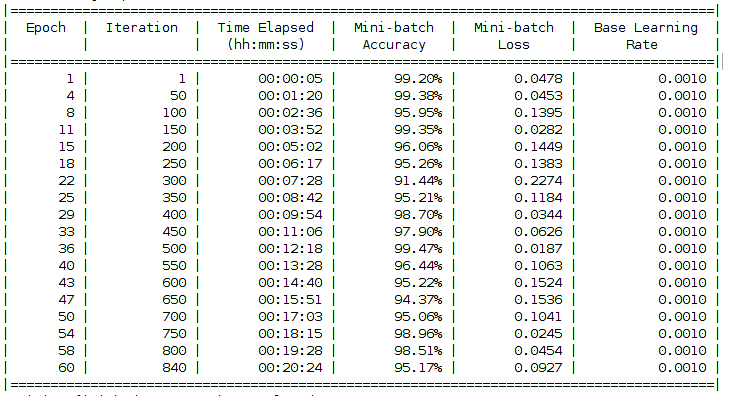 |========================================================================================|
| Epoch | Iteration | Time Elapsed | Mini-batch | Mini-batch | Base Learning |
| | | (hh:mm:ss) | Accuracy | Loss | Rate |
|========================================================================================|
| 1 | 1 | 00:00:05 | 99.20% | 0.0478 | 0.0010 |
| 4 | 50 | 00:01:20 | 99.38% | 0.0453 | 0.0010 |
| 8 | 100 | 00:02:36 | 95.95% | 0.1395 | 0.0010 |
| 11 | 150 | 00:03:52 | 99.35% | 0.0282 | 0.0010 |
| 15 | 200 | 00:05:02 | 96.06% | 0.1449 | 0.0010 |
| 18 | 250 | 00:06:17 | 95.26% | 0.1383 | 0.0010 |
| 22 | 300 | 00:07:28 | 91.44% | 0.2274 | 0.0010 |
| 25 | 350 | 00:08:42 | 95.21% | 0.1184 | 0.0010 |
| 29 | 400 | 00:09:54 | 98.70% | 0.0344 | 0.0010 |
| 33 | 450 | 00:11:06 | 97.90% | 0.0626 | 0.0010 |
| 36 | 500 | 00:12:18 | 99.47% | 0.0187 | 0.0010 |
| 40 | 550 | 00:13:28 | 96.44% | 0.1063 | 0.0010 |
| 43 | 600 | 00:14:40 | 95.22% | 0.1524 | 0.0010 |
| 47 | 650 | 00:15:51 | 94.37% | 0.1536 | 0.0010 |
| 50 | 700 | 00:17:03 | 95.06% | 0.1041 | 0.0010 |
| 54 | 750 | 00:18:15 | 98.96% | 0.0245 | 0.0010 |
| 58 | 800 | 00:19:28 | 98.51% | 0.0454 | 0.0010 |
| 60 | 840 | 00:20:24 | 95.17% | 0.0927 | 0.0010 |
|========================================================================================|